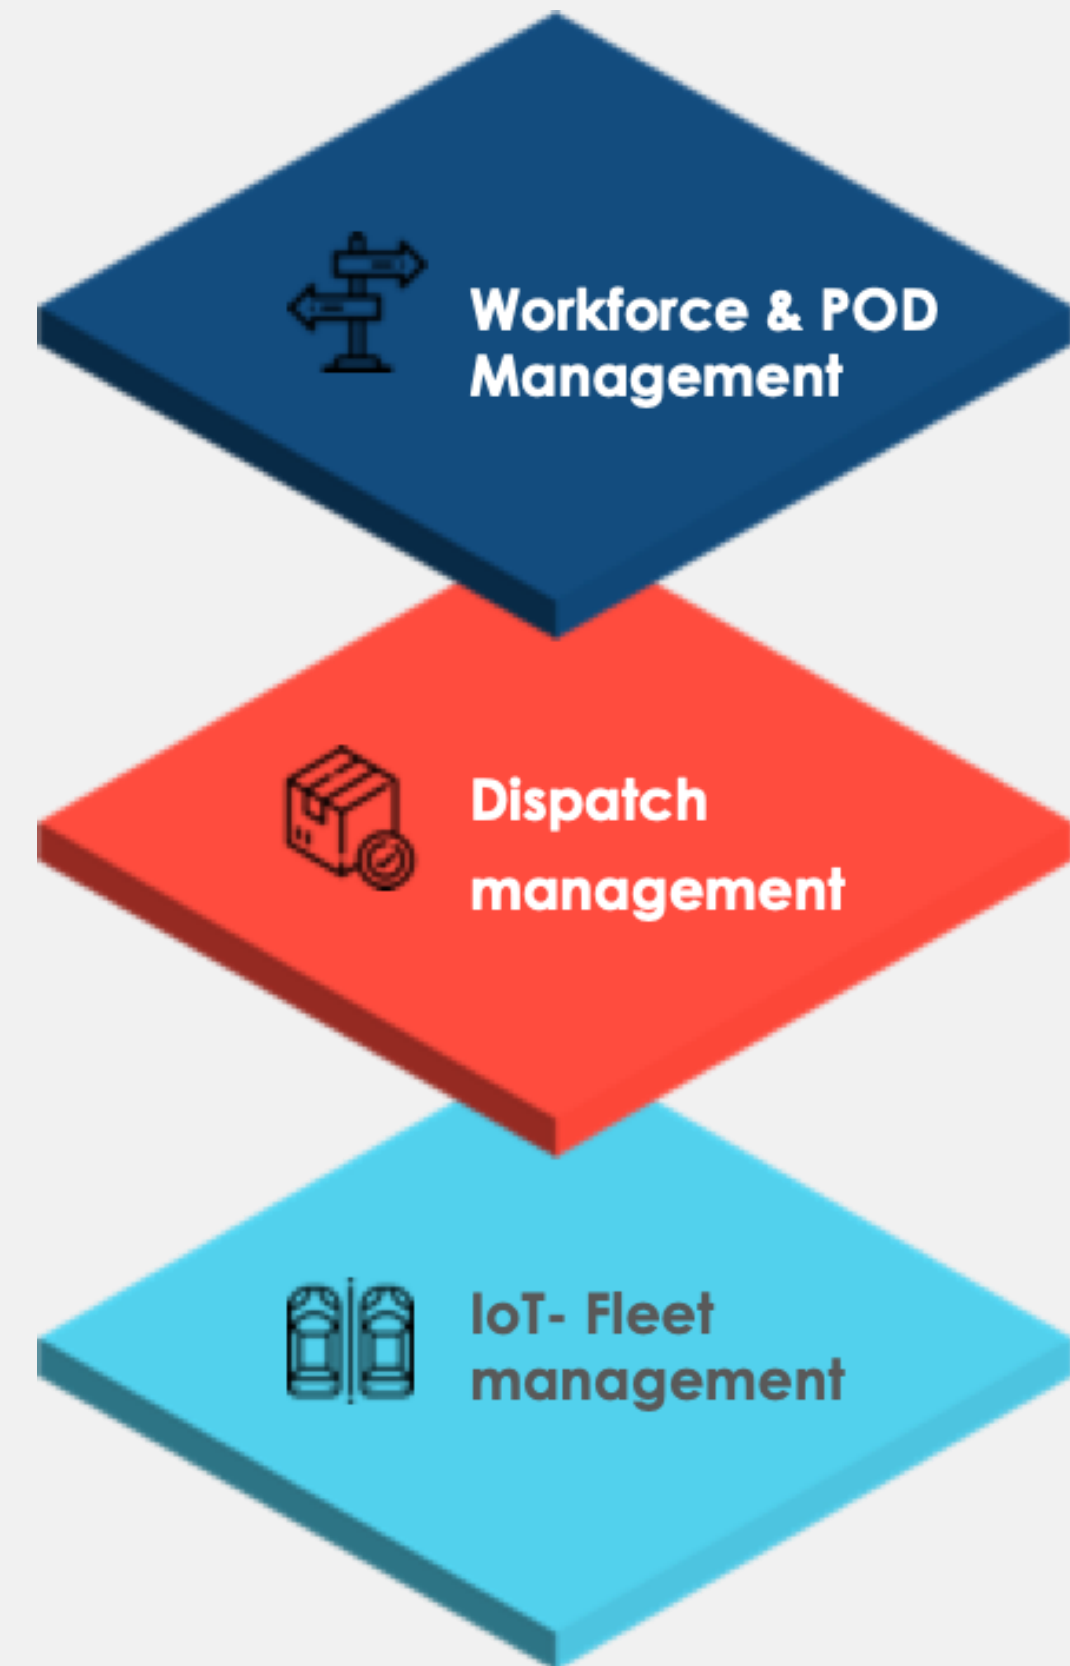 Workforce & POD
Management
Dispatch
management
IoT- Fleet
management